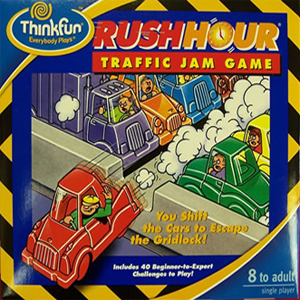 Thinkfun
Everybody Plays
RUSH HOUR
TRAFFIC JAM GAME
You Shift
the Cars to Escape
the Gridlock!
Includes 40 Beginner-to-Expert
Challenges to Play!
8 to adult
single player